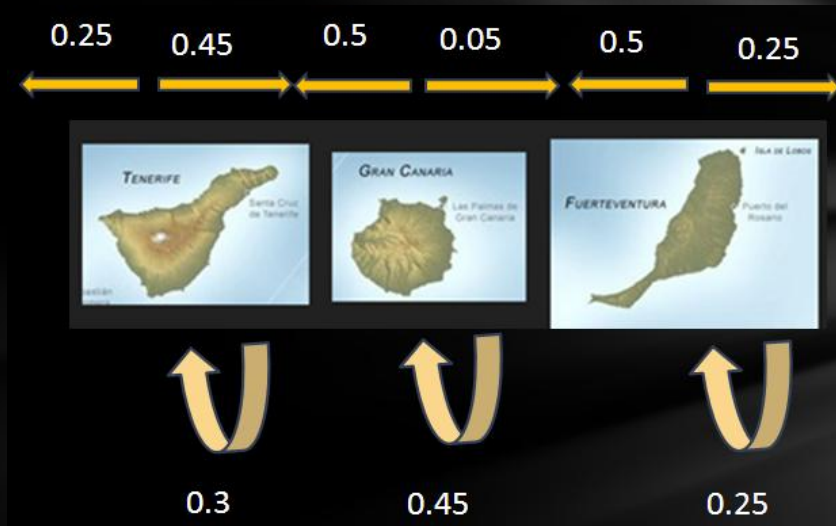 0.25
0.45
0.5
0.05
0.5
0.25
TENERIFE
Santa Cruz
de Tenerife
GRAN CANARIA
Las Palmas de
Gran Canaria
ISLA DE LOBOS
FUERTEVENTURA
Puerto del
Rosario
0.3
0.45
0.25